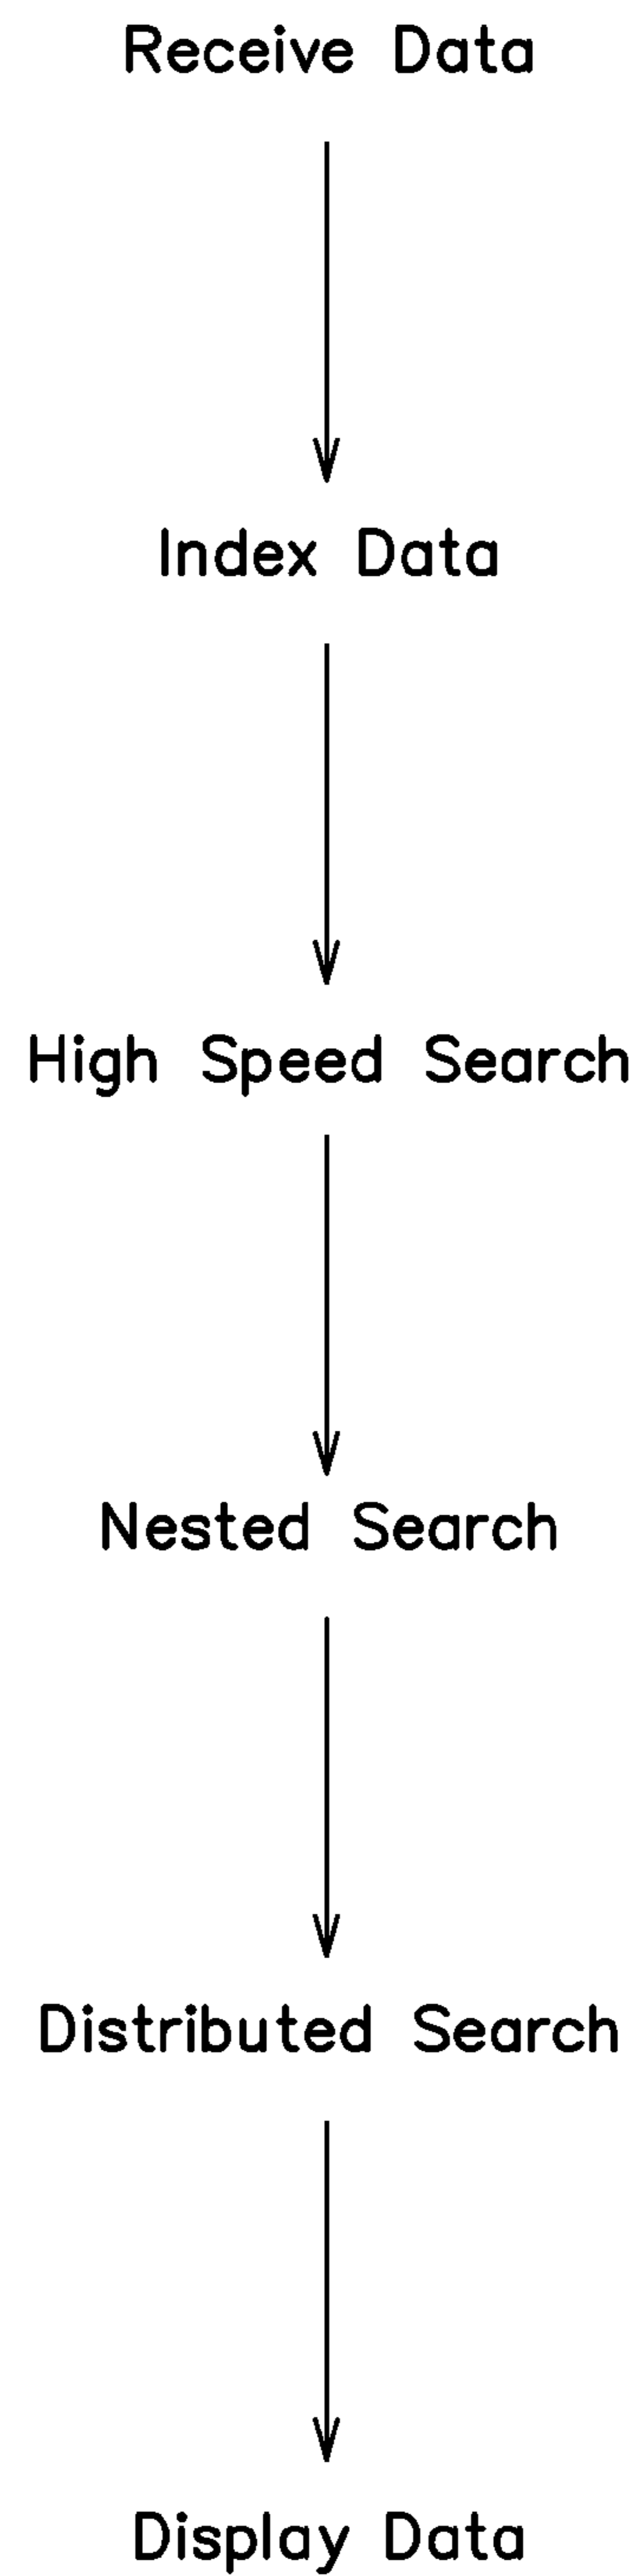 Receive Data
Index Data
High Speed Search
Nested Search
Distributed Search
Display Data